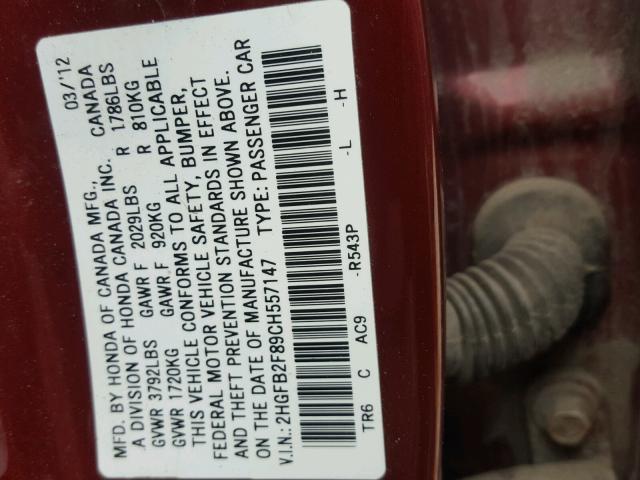 MFD. BY HONDA OF CANADA MFG., 03/'12
A DIVISION OF HONDA CANADA INC. CANADA
GVWR 3792LBS GAWR F 2029LBS R 1786LBS
GVWR 1720KG GAWR F 920KG R 810KG
THIS VEHICLE CONFORMS TO ALL APPLICABLE
FEDERAL MOTOR VEHICLE SAFETY, BUMPER,
AND THEFT PREVENTION STANDARDS IN EFFECT
ON THE DATE OF MANUFACTURE SHOWN ABOVE.
V.I.N.: 2HGFB2F89CH557147 TYPE: PASSENGER CAR
TR6 C AC9 -R543P -L -H